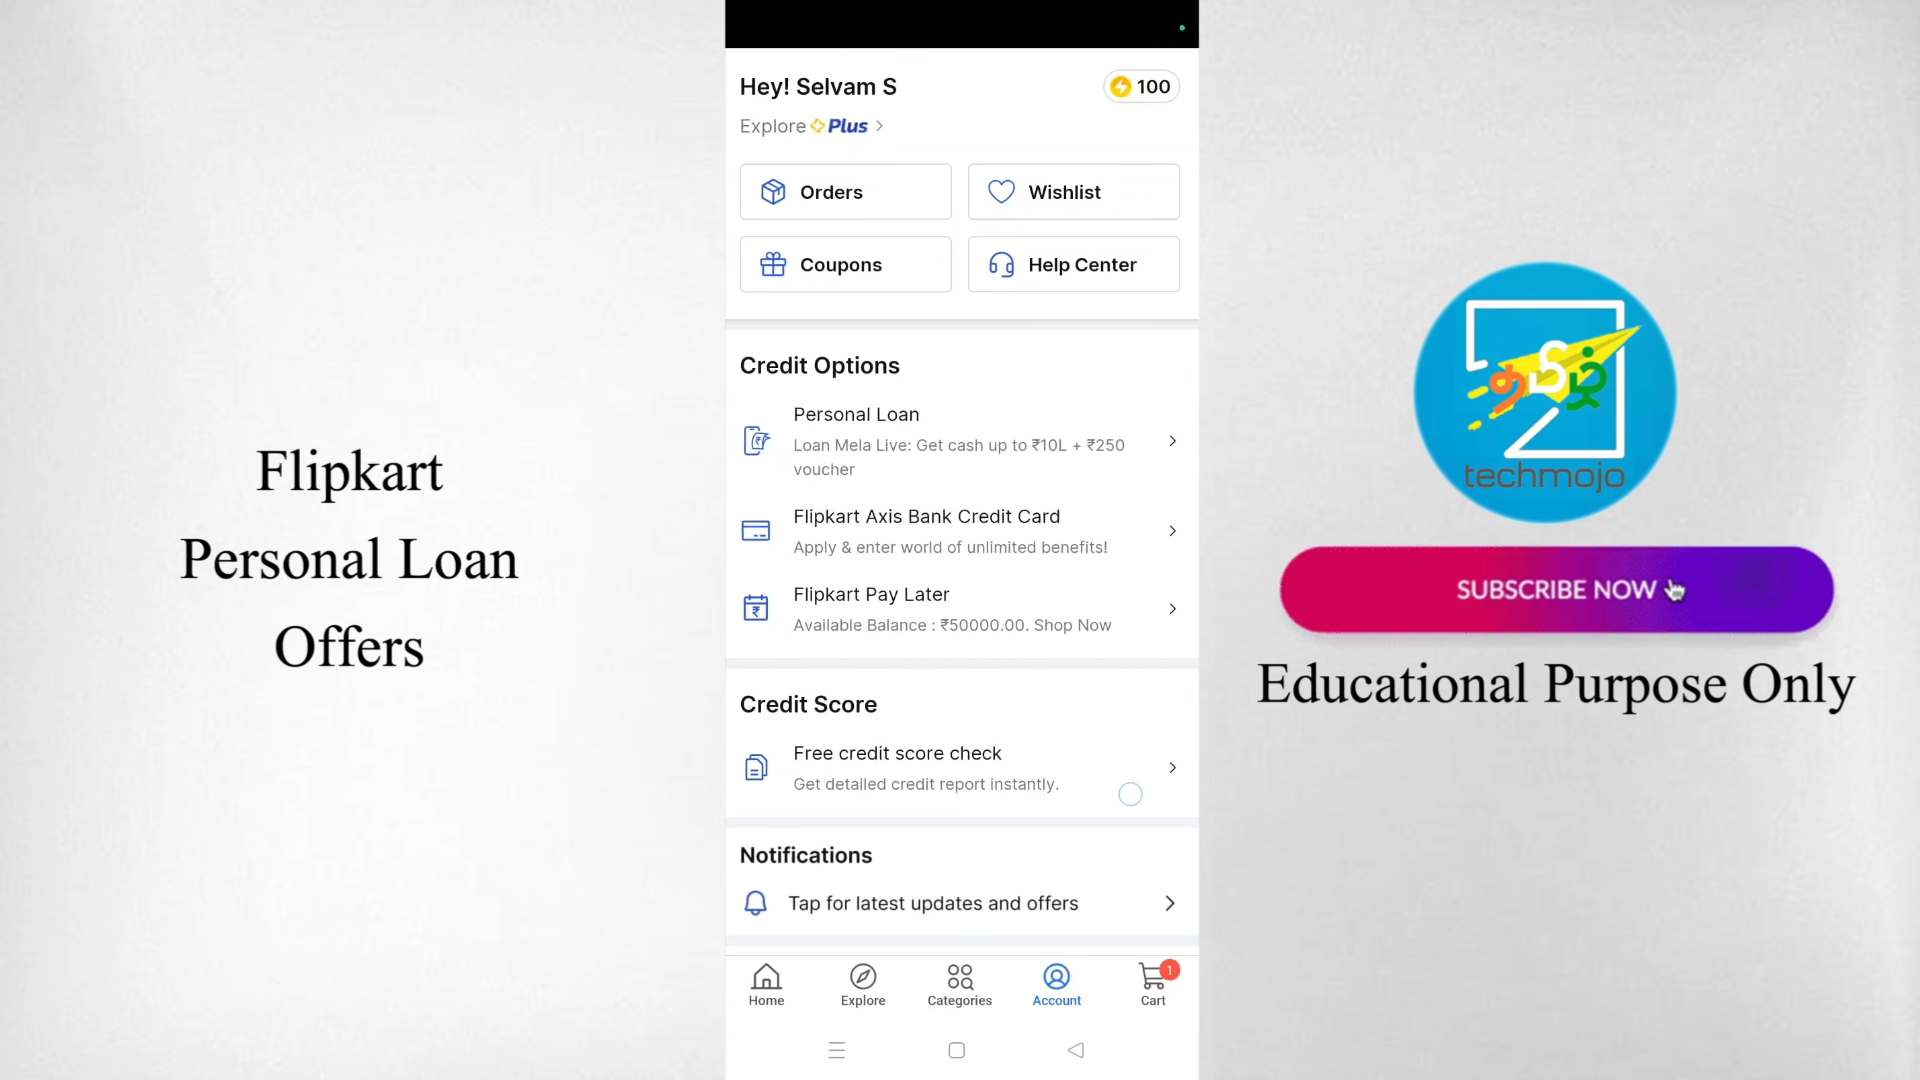 Flipkart
Personal Loan
Offers
Hey! Selvam S
100
Explore Plus
Orders
Wishlist
Coupons
Help Center
Credit Options
Personal Loan
Loan Mela Live: Get cash up to ₹10L + ₹250
voucher
Flipkart Axis Bank Credit Card
Apply & enter world of unlimited benefits!
Flipkart Pay Later
Available Balance : ₹50000.00. Shop Now
Credit Score
Free credit score check
Get detailed credit report instantly.
Notifications
Tap for latest updates and offers
Home
Explore
Categories
Account
1
Cart
தமிழ்
techmojo
SUBSCRIBE NOW
Educational Purpose Only